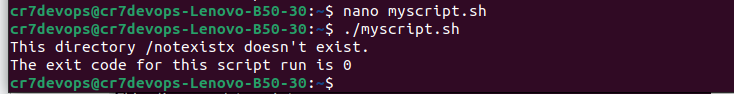 cr7devops@cr7devops-Lenovo-B50-30:~$ nano myscript.sh
cr7devops@cr7devops-Lenovo-B50-30:~$ ./myscript.sh
This directory /notexistx doesn't exist.
The exit code for this script run is 0
cr7devops@cr7devops-Lenovo-B50-30:~$